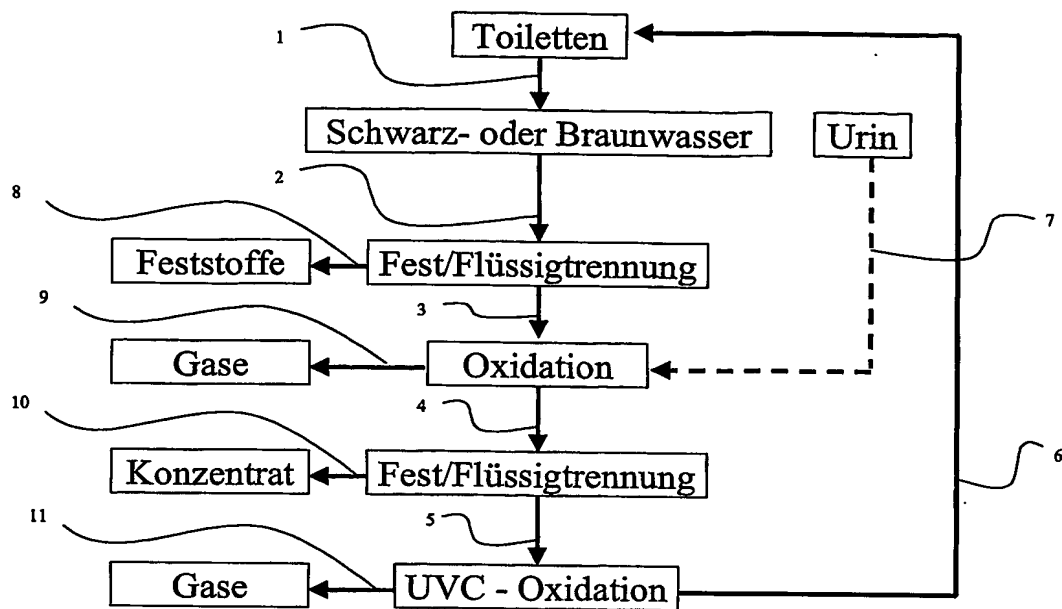 1
Toiletten
Schwarz- oder Braunwasser
Urin
2
8
7
Feststoffe
Fest/Flüssigtrennung
9
3
Gase
Oxidation
10
4
Konzentrat
Fest/Flüssigtrennung
6
11
5
Gase
UVC - Oxidation